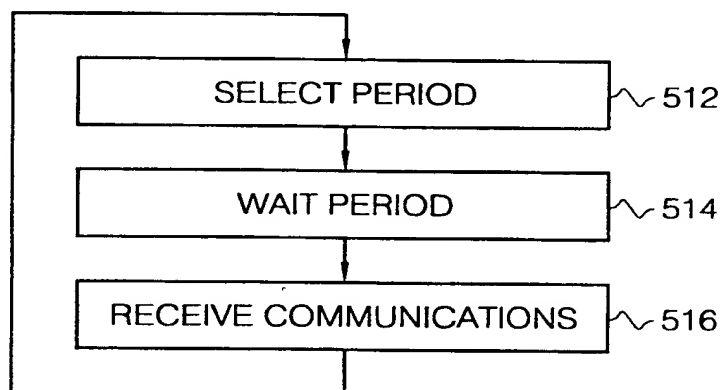 SELECT PERIOD 512
WAIT PERIOD 514
RECEIVE COMMUNICATIONS 516